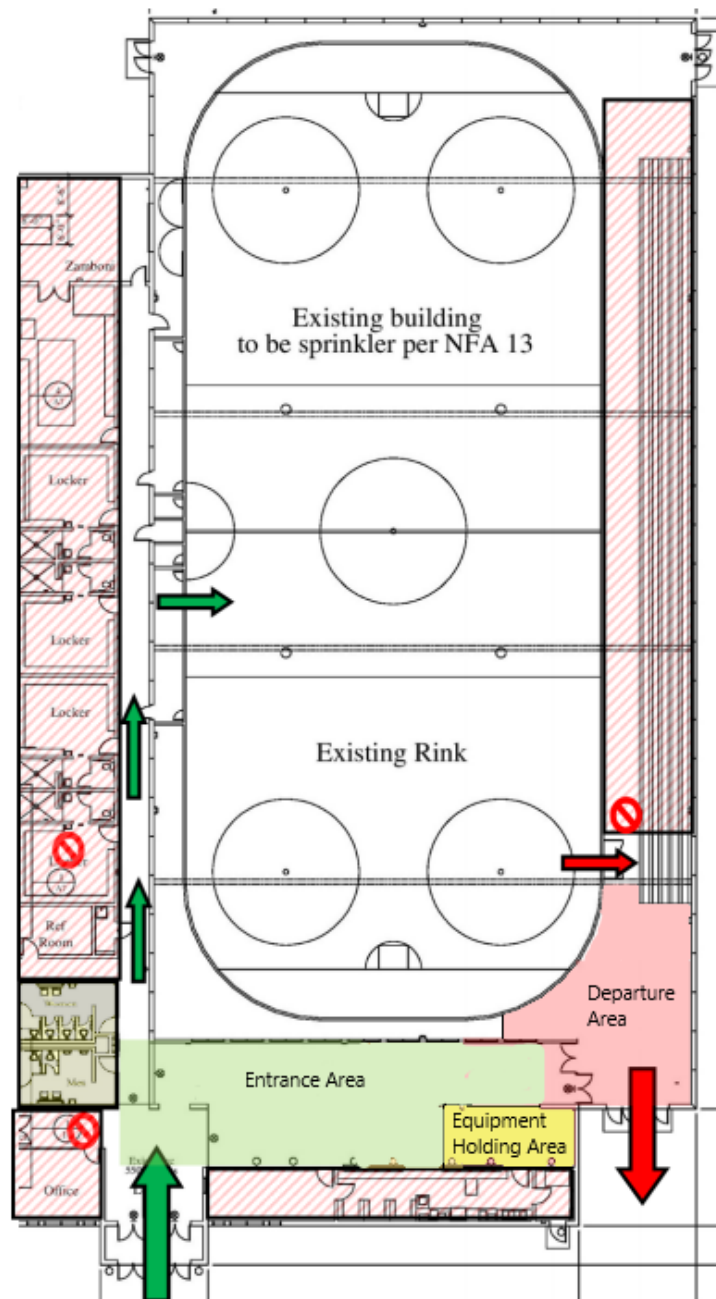 Zamboni
Existing building
to be sprinkler per NFA 13
Locker
Locker
Locker
Existing Rink
Ref
Room
Departure
Area
Women
Men
Entrance Area
Equipment
Holding Area
Office